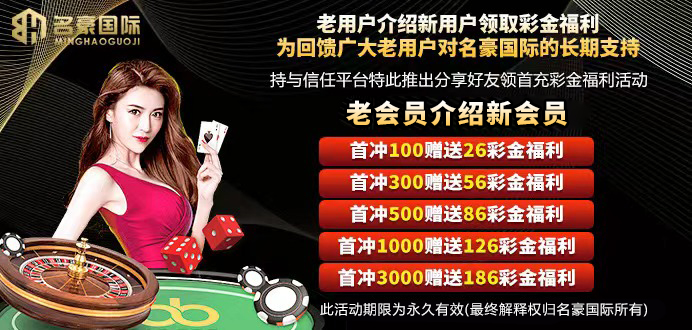 名豪国际
MINGHAOGUOJI
老用户介绍新用户领取彩金福利
为回馈广大老用户对名豪国际的长期支持
持与信任平台特此推出分享好友领首充彩金福利活动
老会员介绍新会员
首冲100赠送26彩金福利
首冲300赠送56彩金福利
首冲500赠送86彩金福利
首冲1000赠送126彩金福利
首冲3000赠送186彩金福利
此活动期限为永久有效(最终解释权归名豪国际所有)